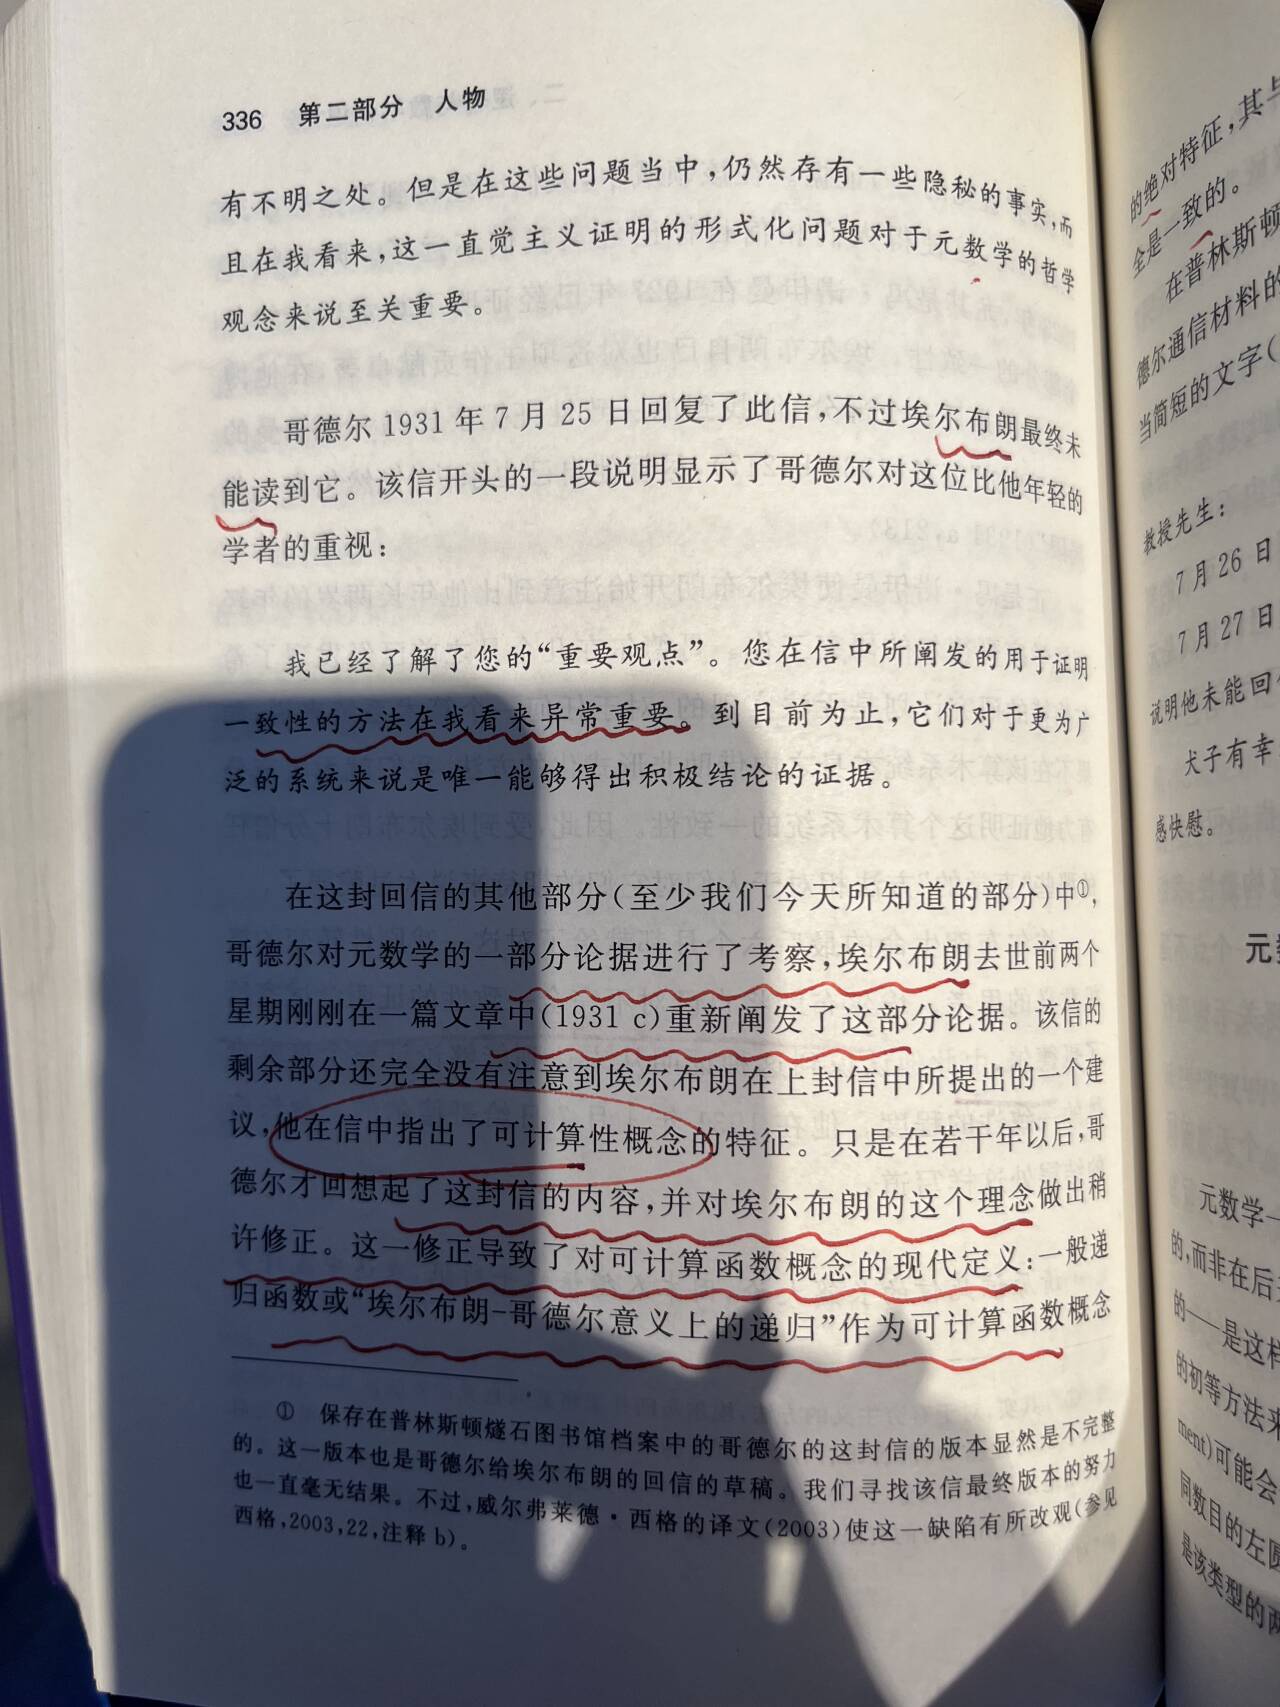 336 第二部分 人物
有不明之处。但是在这些问题当中,仍然存有一些隐秘的事实,而
且在我看来,这一直觉主义证明的形式化问题对于元数学的哲学
观念来说至关重要。
哥德尔1931年7月25日回复了此信,不过埃尔布朗最终未
能读到它。该信开头的一段说明显示了哥德尔对这位比他年轻的
学者的重视:
我已经了解了您的“重要观点”。您在信中所阐发的用于证明
一致性的方法在我看来异常重要。到目前为止,它们对于更为广
泛的系统来说是唯一能够得出积极结论的证据。
在这封回信的其他部分(至少我们今天所知道的部分)中①,
哥德尔对元数学的一部分论据进行了考察,埃尔布朗去世前两个
星期刚刚在一篇文章中(1931 c)重新阐发了这部分论据。该信的
剩余部分还完全没有注意到埃尔布朗在上封信中所提出的一个建
议,他在信中指出了可计算性概念的特征。只是在若干年以后,哥
德尔才回想起了这封信的内容,并对埃尔布朗的这个理念做出稍
许修正。这一修正导致了对可计算函数概念的现代定义:一般递
归函数或“埃尔布朗-哥德尔意义上的递归”作为可计算函数概念
① 保存在普林斯顿燧石图书馆档案中的哥德尔的这封信的版本显然是不完整
的。这一版本也是哥德尔给埃尔布朗的回信的草稿。我们寻找该信最终版本的努力
也一直毫无结果。不过,威尔弗莱德·西格的译文(2003)使这一缺陷有所改观(参见
西格,2003,22,注释b)。
的绝对特征,其与
全是一致的。
在普林斯顿
德尔通信材料的
当简短的文字(
教授先生:
7月26日
7月27日
说明他未能回
犬子有幸
感快慰。
元数
元数学一
的,而非在后
的——是这样
的初等方法来
ment)可能会
同数目的左圆
是该类型的两